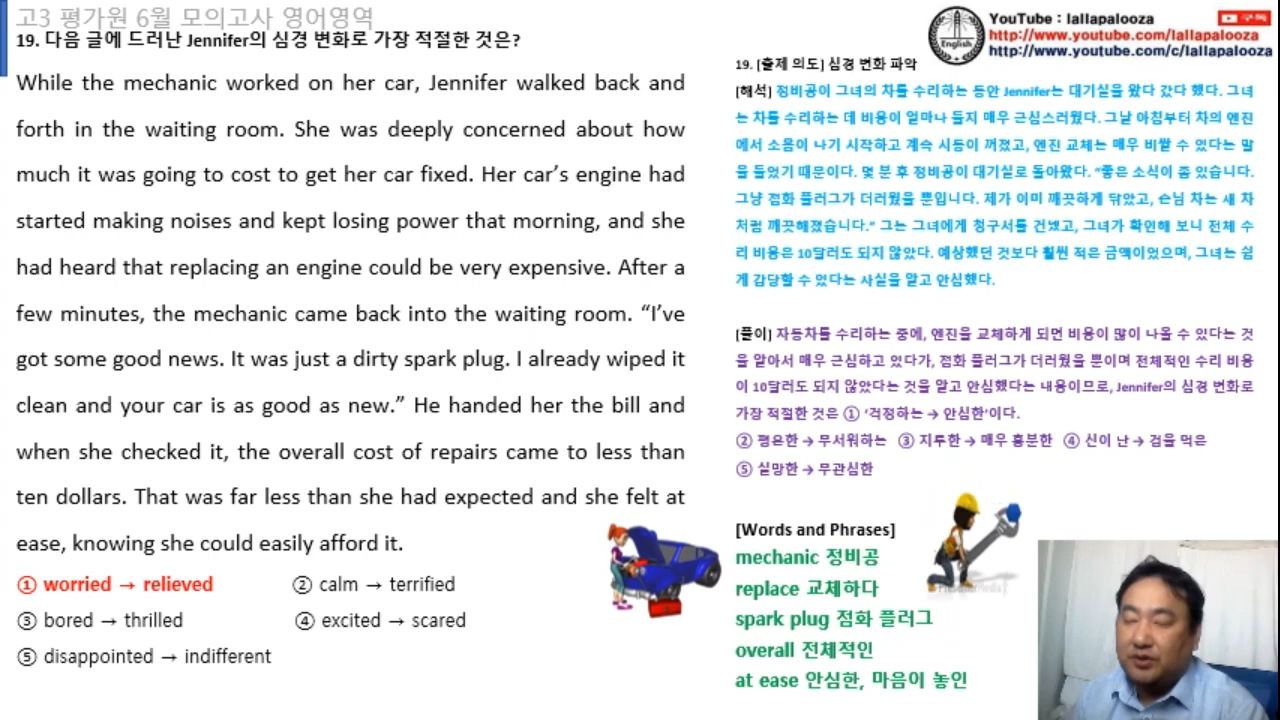 고3 평가원 6월 모의고사 영어영역
19. 다음 글에 드러난 Jennifer의 심경 변화로 가장 적절한 것은?
While the mechanic worked on her car, Jennifer walked back and
forth in the waiting room. She was deeply concerned about how
much it was going to cost to get her car fixed. Her car’s engine had
started making noises and kept losing power that morning, and she
had heard that replacing an engine could be very expensive. After a
few minutes, the mechanic came back into the waiting room. “I’ve
got some good news. It was just a dirty spark plug. I already wiped it
clean and your car is as good as new.” He handed her the bill and
when she checked it, the overall cost of repairs came to less than
ten dollars. That was far less than she had expected and she felt at
ease, knowing she could easily afford it.
① worried → relieved ② calm → terrified
③ bored → thrilled ④ excited → scared
⑤ disappointed → indifferent
English
YouTube : lallapalooza
구독
http://www.youtube.com/lallapalooza
http://www.youtube.com/c/lallapalooza
19. [출제 의도] 심경 변화 파악
[해석] 정비공이 그녀의 차를 수리하는 동안 Jennifer는 대기실을 왔다 갔다 했다. 그녀
는 차를 수리하는 데 비용이 얼마나 들지 매우 근심스러웠다. 그날 아침부터 차의 엔진
에서 소음이 나기 시작하고 계속 시동이 꺼졌고, 엔진 교체는 매우 비쌀 수 있다는 말
을 들었기 때문이다. 몇 분 후 정비공이 대기실로 돌아왔다. “좋은 소식이 좀 있습니다.
그냥 점화 플러그가 더러웠을 뿐입니다. 제가 이미 깨끗하게 닦았고, 손님 차는 새 차
처럼 깨끗해졌습니다.” 그는 그녀에게 청구서를 건넸고, 그녀가 확인해 보니 전체 수
리 비용은 10달러도 되지 않았다. 예상했던 것보다 훨씬 적은 금액이었으며, 그녀는 쉽
게 감당할 수 있다는 사실을 알고 안심했다.
[풀이] 자동차를 수리하는 중에, 엔진을 교체하게 되면 비용이 많이 나올 수 있다는 것
을 알아서 매우 근심하고 있다가, 점화 플러그가 더러웠을 뿐이며 전체적인 수리 비용
이 10달러도 되지 않았다는 것을 알고 안심했다는 내용이므로, Jennifer의 심경 변화로
가장 적절한 것은 ① ‘걱정하는 → 안심한’이다.
② 평온한 → 무서워하는 ③ 지루한 → 매우 흥분한 ④ 신이 난 → 겁을 먹은
⑤ 실망한 → 무관심한
[Words and Phrases]
mechanic 정비공
replace 교체하다
spark plug 점화 플러그
overall 전체적인
at ease 안심한, 마음이 놓인